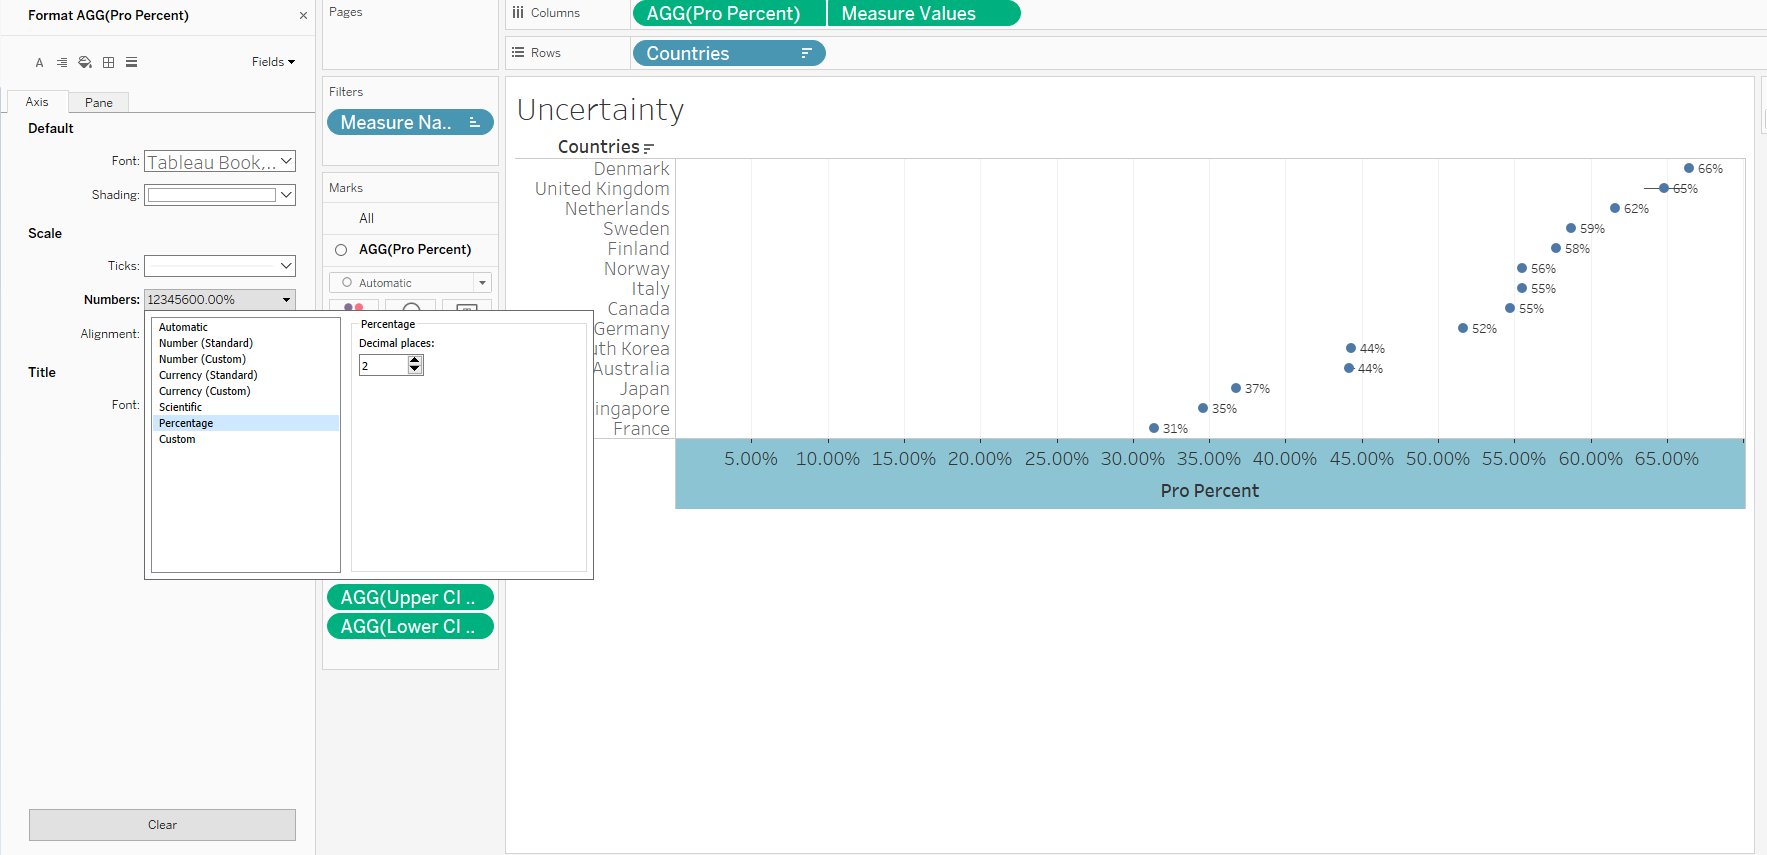 Format AGG(Pro Percent)
A
Fields
Axis
Pane
Default
Font:
Tableau Book,..
Shading:
Scale
Ticks:
Numbers:
12345600.00%
Alignment:
Title
Font:
Automatic
Number (Standard)
Number (Custom)
Currency (Standard)
Currency (Custom)
Scientific
Percentage
Custom
Percentage
Decimal places:
2
Clear
Pages
Filters
Measure Na..
Marks
All
AGG(Pro Percent)
Automatic
AGG(Upper CI ..
AGG(Lower CI ..
Columns
AGG(Pro Percent)
Measure Values
Rows
Countries
Uncertainty
Countries
Denmark 66%
United Kingdom 65%
Netherlands 62%
Sweden 59%
Finland 58%
Norway 56%
Italy 55%
Canada 55%
Germany 52%
uth Korea 44%
Australia 44%
Japan 37%
ingapore 35%
France 31%
5.00% 10.00% 15.00% 20.00% 25.00% 30.00% 35.00% 40.00% 45.00% 50.00% 55.00% 60.00% 65.00%
Pro Percent